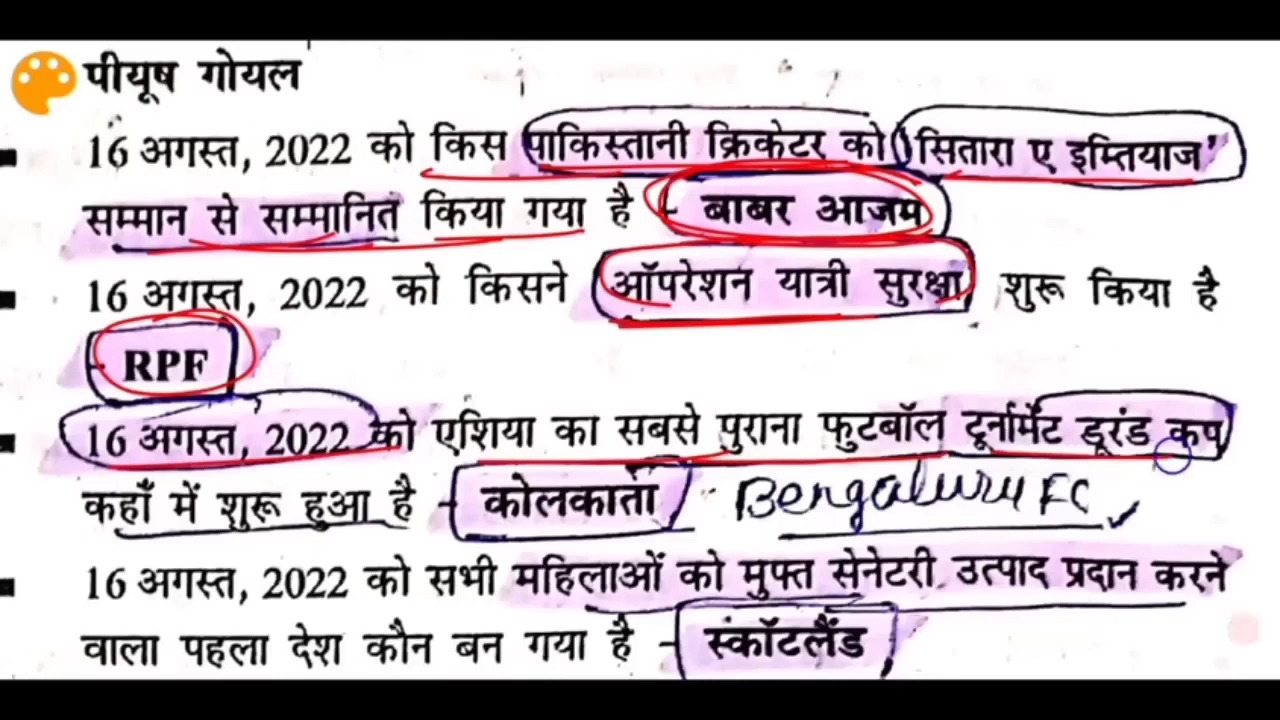 पीयूष गोयल
16 अगस्त, 2022 को किस पाकिस्तानी क्रिकेटर को 'सितारा ए इम्तियाज'
सम्मान से सम्मानित किया गया है - बाबर आजम
16 अगस्त, 2022 को किसने ऑपरेशन यात्री सुरक्षा शुरू किया है
- RPF
16 अगस्त, 2022 को एशिया का सबसे पुराना फुटबॉल टूर्नामेंट डूरंड कप
कहाँ में शुरू हुआ है - कोलकाता Bengaluru FC
16 अगस्त, 2022 को सभी महिलाओं को मुफ्त सेनेटरी उत्पाद प्रदान करने
वाला पहला देश कौन बन गया है - स्कॉटलैंड